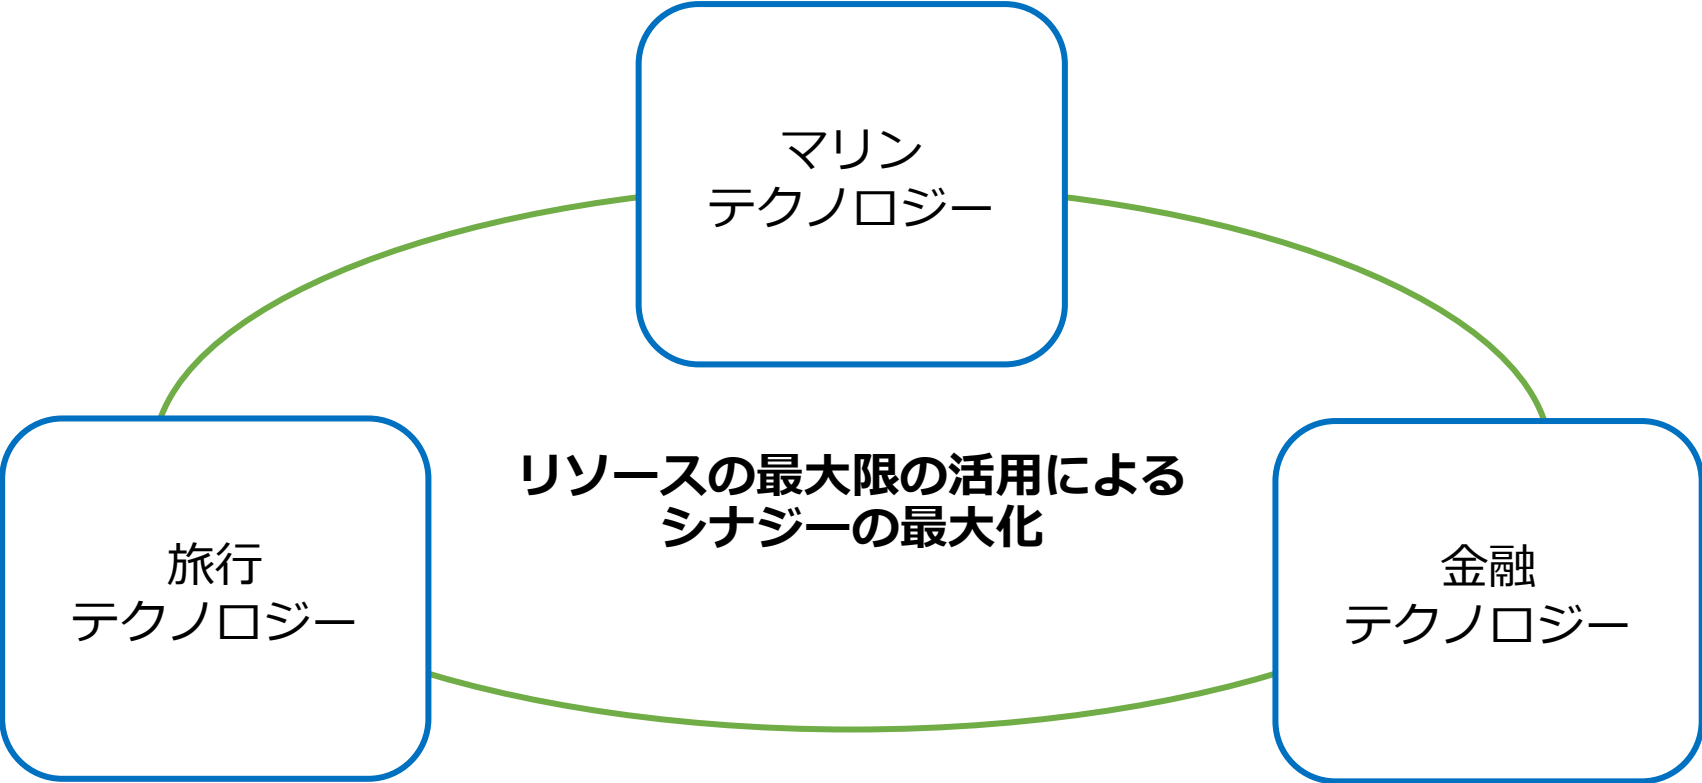 マリン
テクノロジー
リソースの最大限の活用による
シナジーの最大化
旅行
テクノロジー
金融
テクノロジー